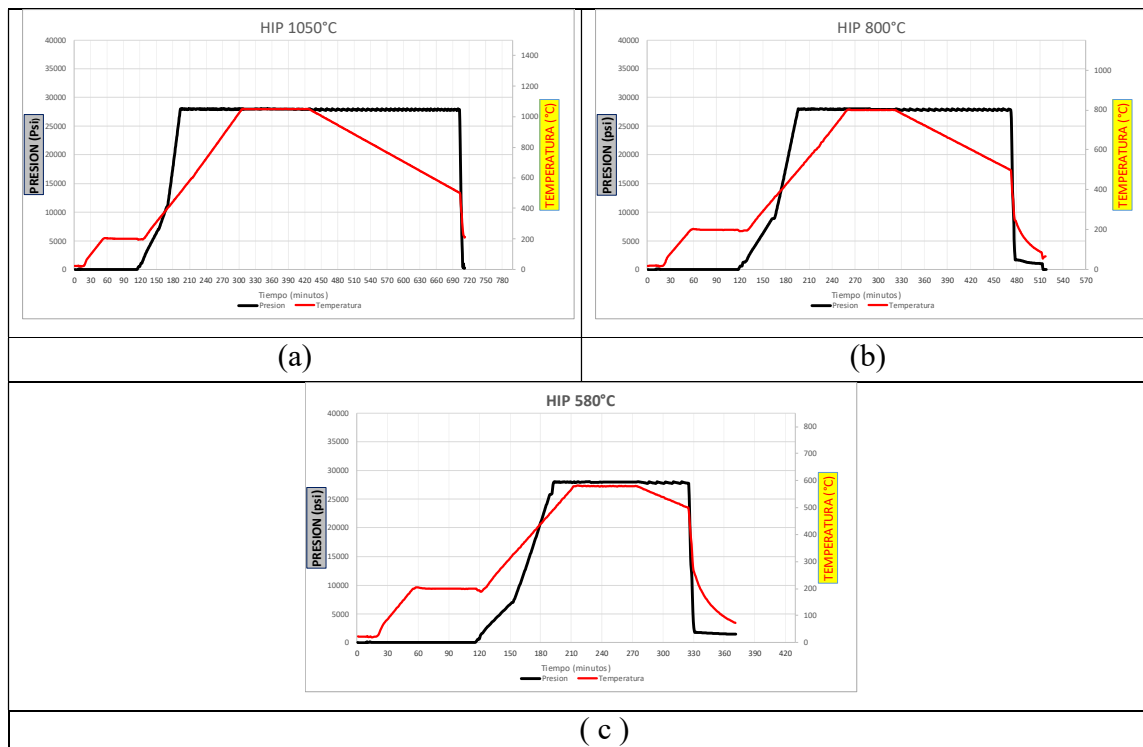 HIP 1050°C
40000
35000
30000
25000
20000
15000
10000
5000
0
PRESION (Psi)
1400
1200
1000
800
600
400
200
0
TEMPERATURA (°C)
0 30 60 90 120 150 180 210 240 270 300 330 360 390 420 450 480 510 540 570 600 630 660 690 720 750 780
Tiempo (minutos)
Presion Temperatura
(a)
HIP 800°C
40000
35000
30000
25000
20000
15000
10000
5000
0
PRESION (psi)
1000
800
600
400
200
0
TEMPERATURA (°C)
0 30 60 90 120 150 180 210 240 270 300 330 360 390 420 450 480 510 540 570
Tiempo (minutos)
Presion Temperatura
(b)
HIP 580°C
40000
35000
30000
25000
20000
15000
10000
5000
0
PRESION (psi)
800
700
600
500
400
300
200
100
0
TEMPERATURA (°C)
0 30 60 90 120 150 180 210 240 270 300 330 360 390 420
Tiempo (minutos)
Presion Temperatura
( c )